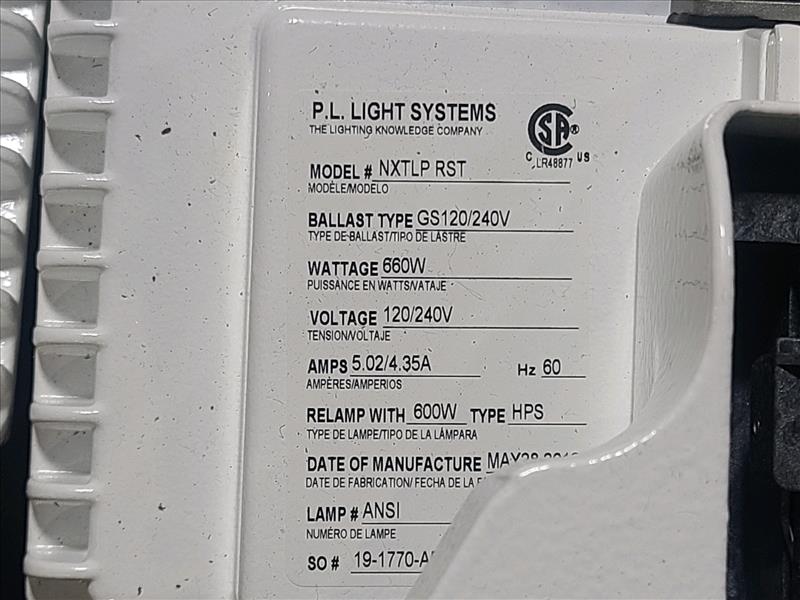 P.L. LIGHT SYSTEMS
THE LIGHTING KNOWLEDGE COMPANY
SA ®
C LR48877 US
MODEL # NXTLP RST
MODÈLE/MODELO
BALLAST TYPE GS120/240V
TYPE DE BALLAST/TIPO DE LASTRE
WATTAGE 660W
PUISSANCE EN WATTS/VATAJE
VOLTAGE 120/240V
TENSION/VOLTAJE
AMPS 5.02/4.35A Hz 60
AMPÈRES/AMPERIOS
RELAMP WITH 600W TYPE HPS
TYPE DE LAMPE/TIPO DE LA LÁMPARA
DATE OF MANUFACTURE
DATE DE FABRICATION/ FECHA DE LA
LAMP # ANSI
NUMÉRO DE LAMPE
SO # 19-1770-A